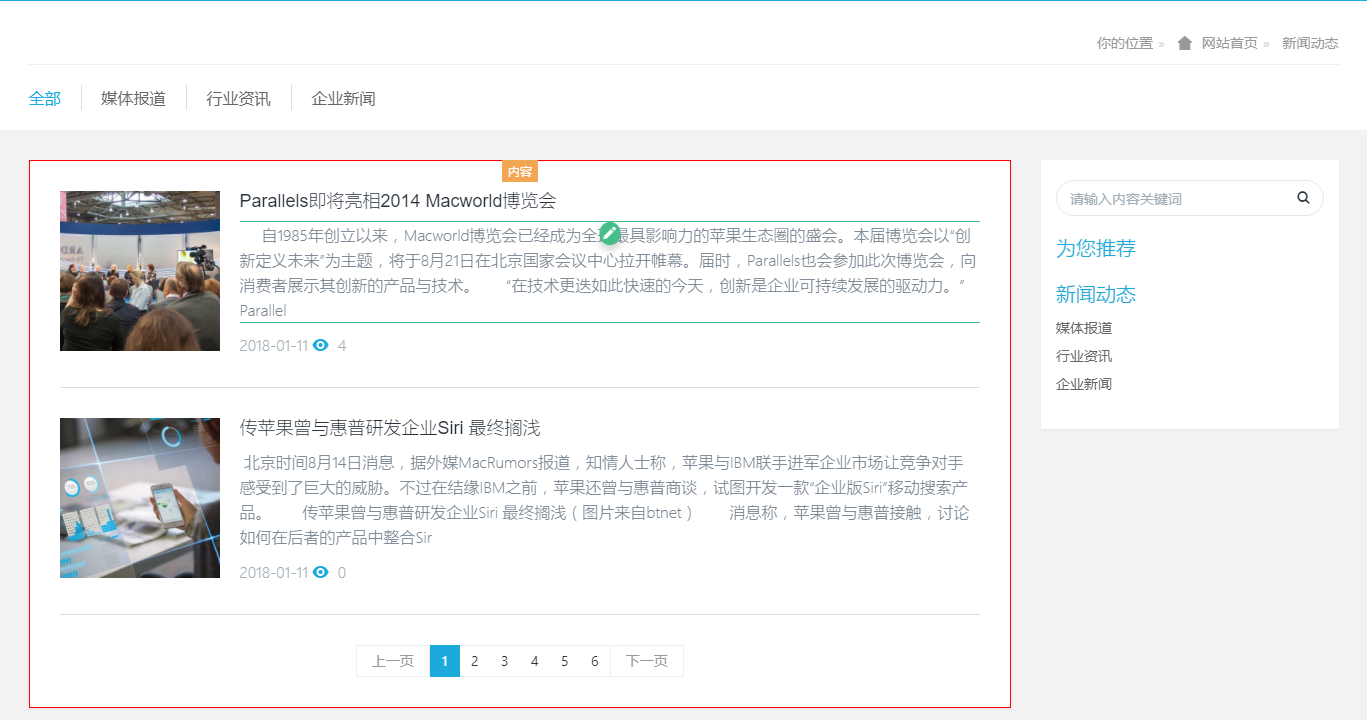 你的位置 » 网站首页 » 新闻动态
全部 媒体报道 行业资讯 企业新闻
内容
Parallels即将亮相2014 Macworld博览会
自1985年创立以来，Macworld博览会已经成为全最具影响力的苹果生态圈的盛会。本届博览会以“创
新定义未来”为主题，将于8月21日在北京国家会议中心拉开帷幕。届时，Parallels也会参加此次博览会，向
消费者展示其创新的产品与技术。 “在技术更迭如此快速的今天，创新是企业可持续发展的驱动力。”
Parallel
2018-01-11 4
传苹果曾与惠普研发企业Siri 最终搁浅
北京时间8月14日消息，据外媒MacRumors报道，知情人士称，苹果与IBM联手进军企业市场让竞争对手
感受到了巨大的威胁。不过在结缘IBM之前，苹果还曾与惠普商谈，试图开发一款“企业版Siri”移动搜索产
品。 传苹果曾与惠普研发企业Siri 最终搁浅（图片来自btnet） 消息称，苹果曾与惠普接触，讨论
如何在后者的产品中整合Sir
2018-01-11 0
上一页 1 2 3 4 5 6 下一页
请输入内容关键词
为您推荐
新闻动态
媒体报道
行业资讯
企业新闻